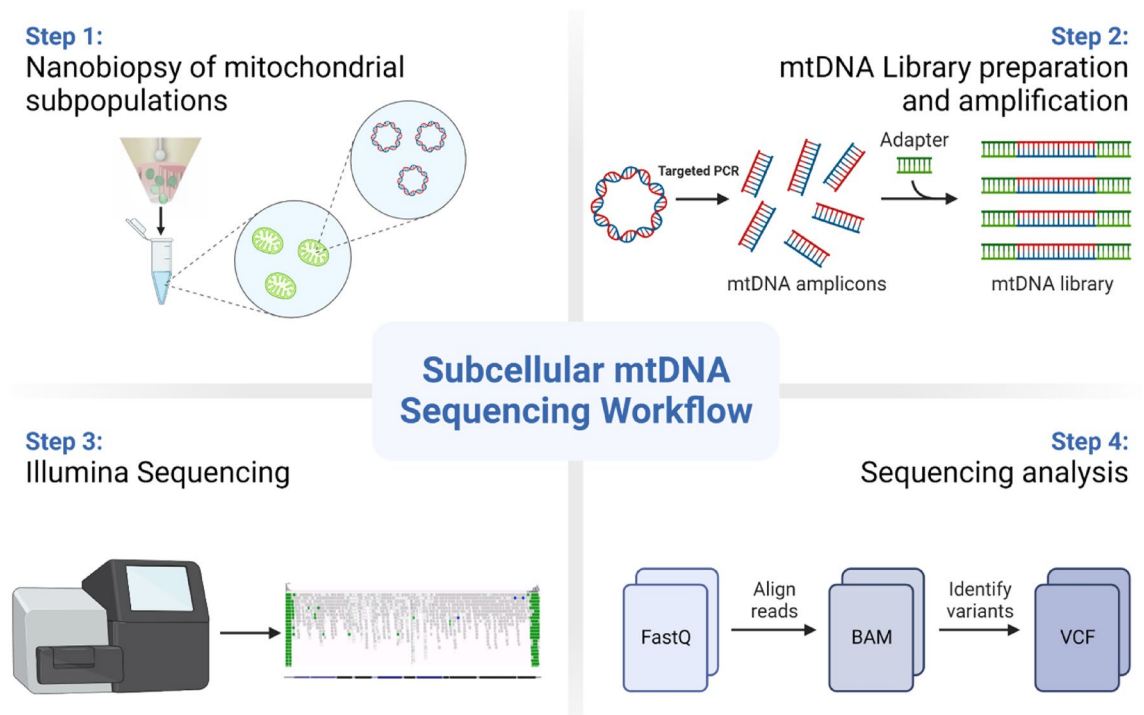 Step 1:
Nanobiopsy of mitochondrial
subpopulations
Step 2:
mtDNA Library preparation
and amplification
Targeted PCR
Adapter
mtDNA amplicons
mtDNA library
Subcellular mtDNA
Sequencing Workflow
Step 3:
Illumina Sequencing
Step 4:
Sequencing analysis
FastQ
Align
reads
BAM
Identify
variants
VCF